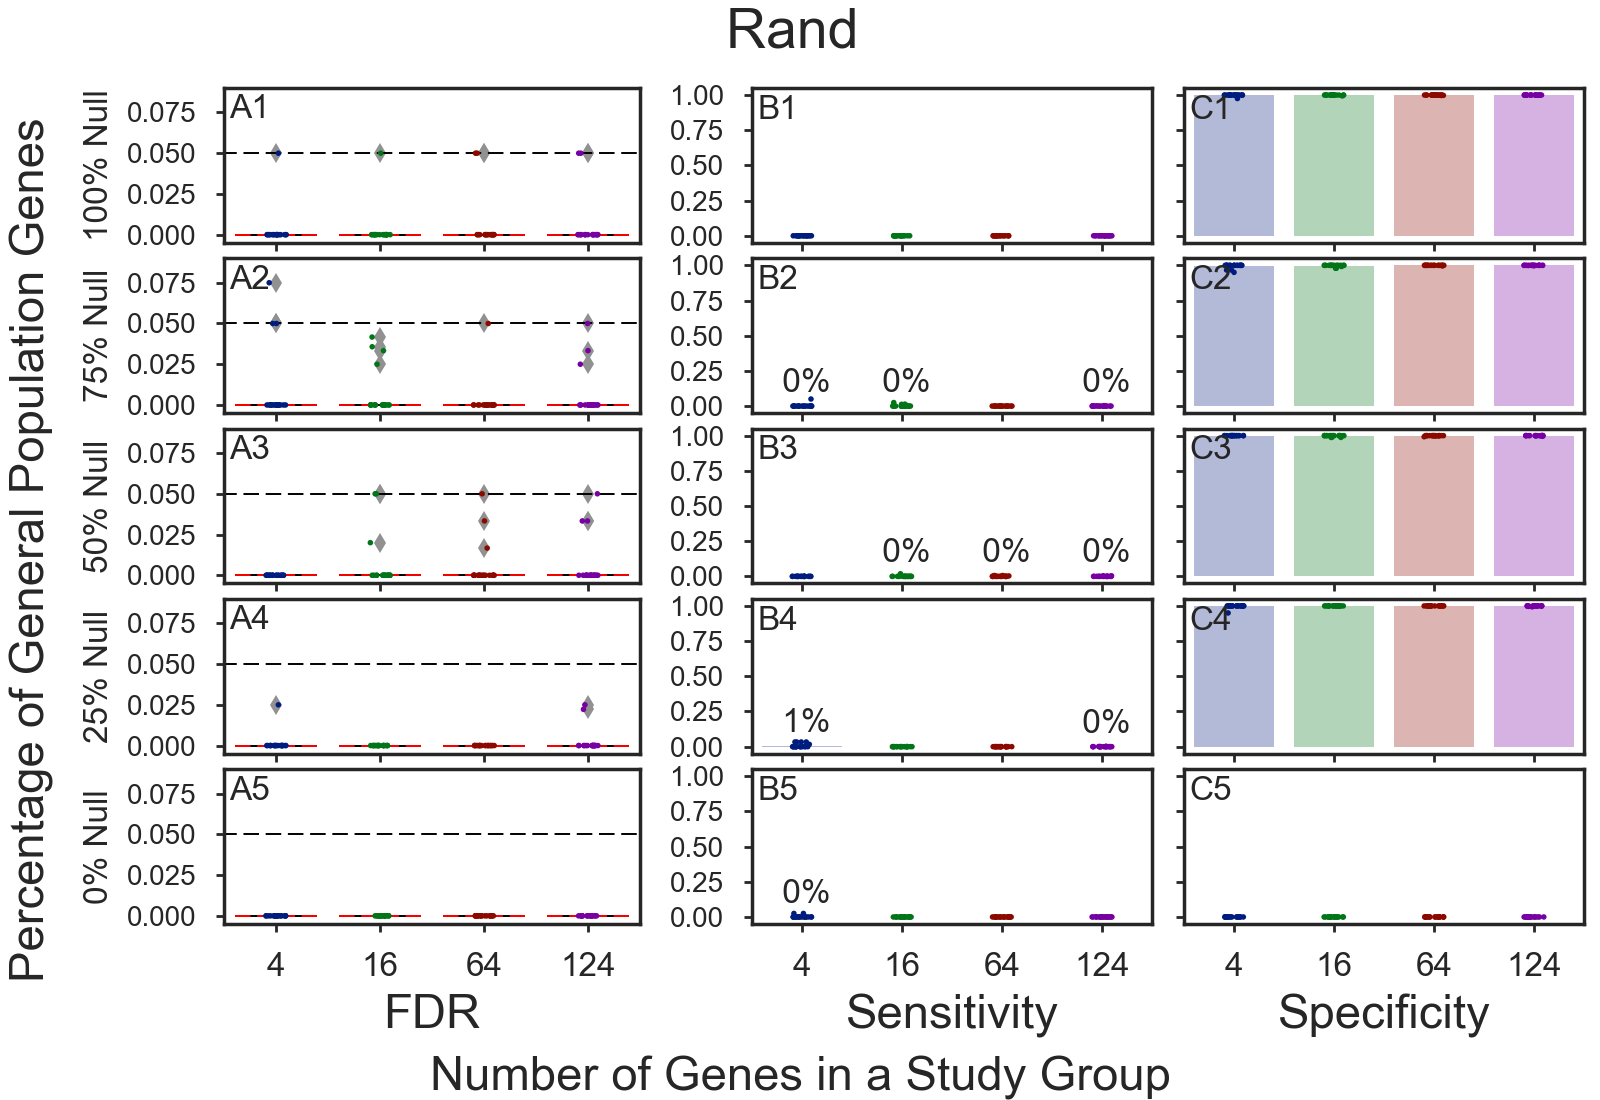 Rand
Percentage of General Population Genes
100% Null
0.075
0.050
0.025
0.000
A1
1.00
0.75
0.50
0.25
0.00
B1
C1
75% Null
0.075
0.050
0.025
0.000
A2
1.00
0.75
0.50
0.25
0.00
B2
0% 0% 0%
C2
50% Null
0.075
0.050
0.025
0.000
A3
1.00
0.75
0.50
0.25
0.00
B3
0% 0% 0%
C3
25% Null
0.075
0.050
0.025
0.000
A4
1.00
0.75
0.50
0.25
0.00
B4
1% 0%
C4
0% Null
0.075
0.050
0.025
0.000
A5
1.00
0.75
0.50
0.25
0.00
B5
0%
C5
4 16 64 124
4 16 64 124
4 16 64 124
FDR
Sensitivity
Specificity
Number of Genes in a Study Group